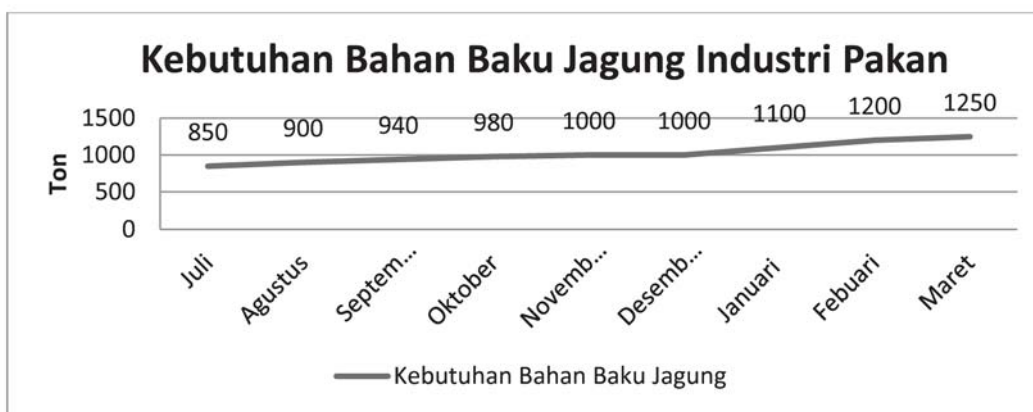 Kebutuhan Bahan Baku Jagung Industri Pakan
850 900 940 980 1000 1000 1100 1200 1250
Ton
1500
1000
500
0
Juli
Agustus
Septem...
Oktober
Novemb...
Desemb...
Januari
Febuari
Maret
Kebutuhan Bahan Baku Jagung